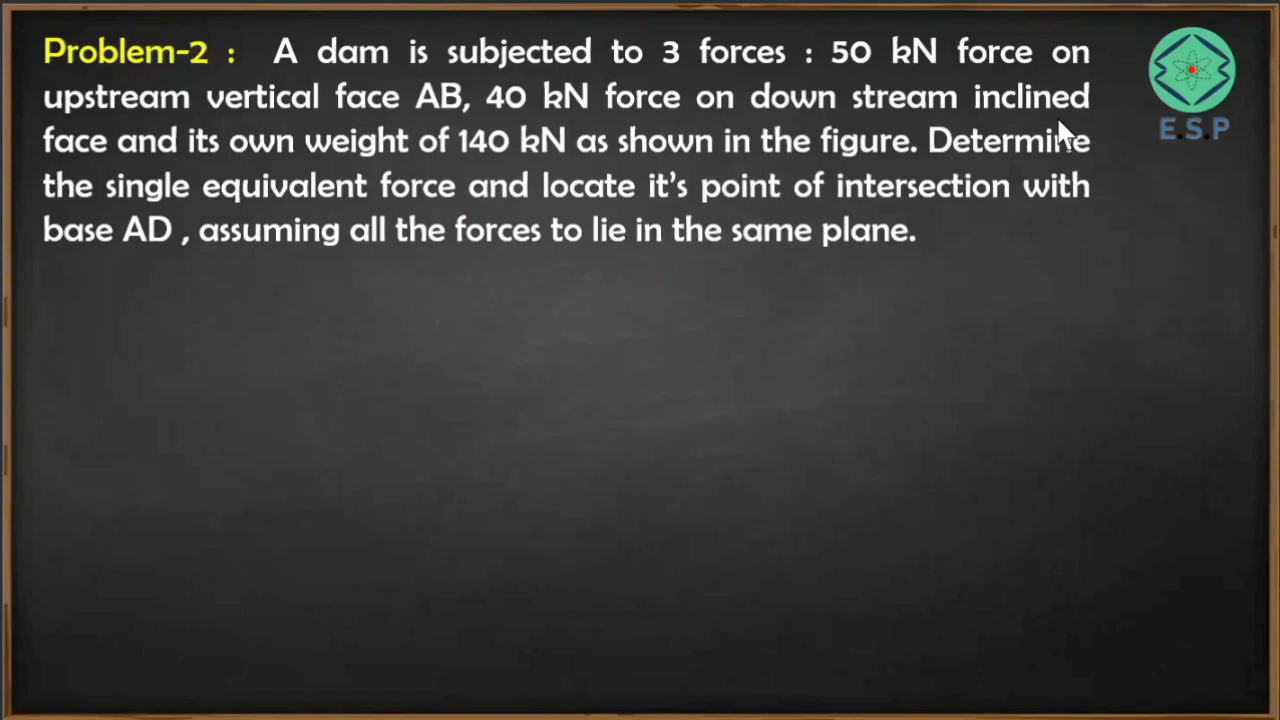 Problem-2 : A dam is subjected to 3 forces : 50 kN force on
upstream vertical face AB, 40 kN force on down stream inclined
face and its own weight of 140 kN as shown in the figure. Determine
the single equivalent force and locate it's point of intersection with
base AD , assuming all the forces to lie in the same plane.
E.S.P